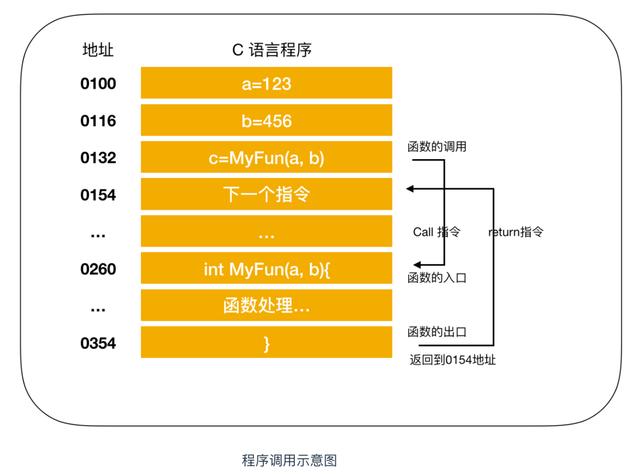 地址 C 语言程序
0100 a=123
0116 b=456
0132 c=MyFun(a, b) 函数的调用
0154 下一个指令
... ... Call 指令 return指令
0260 int MyFun(a, b){ 函数的入口
... 函数处理...
0354 } 函数的出口
返回到0154地址
程序调用示意图